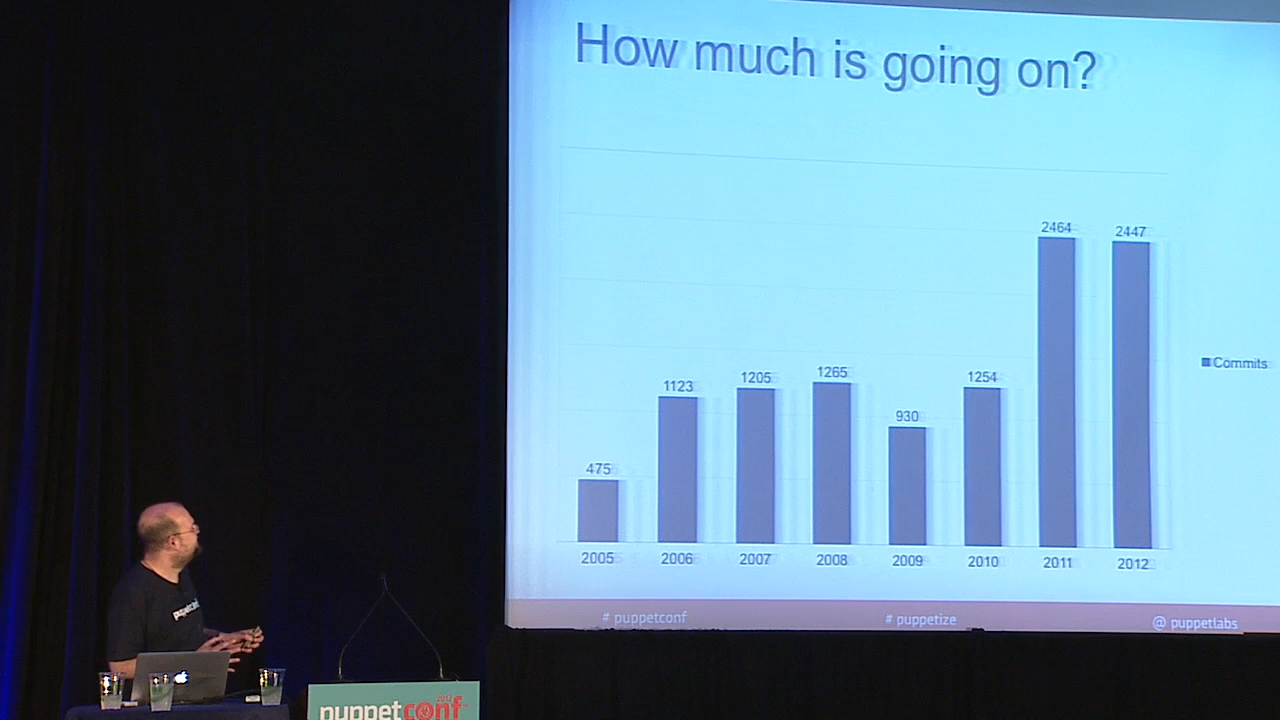 How much is going on?
2464
2447
1265
1254
1205
1123
930
475
Commits
2005
2006
2007
2008
2009
2010
2011
2012
# puppetconf
# puppetize
@ puppetlabs
2012
puppetconf